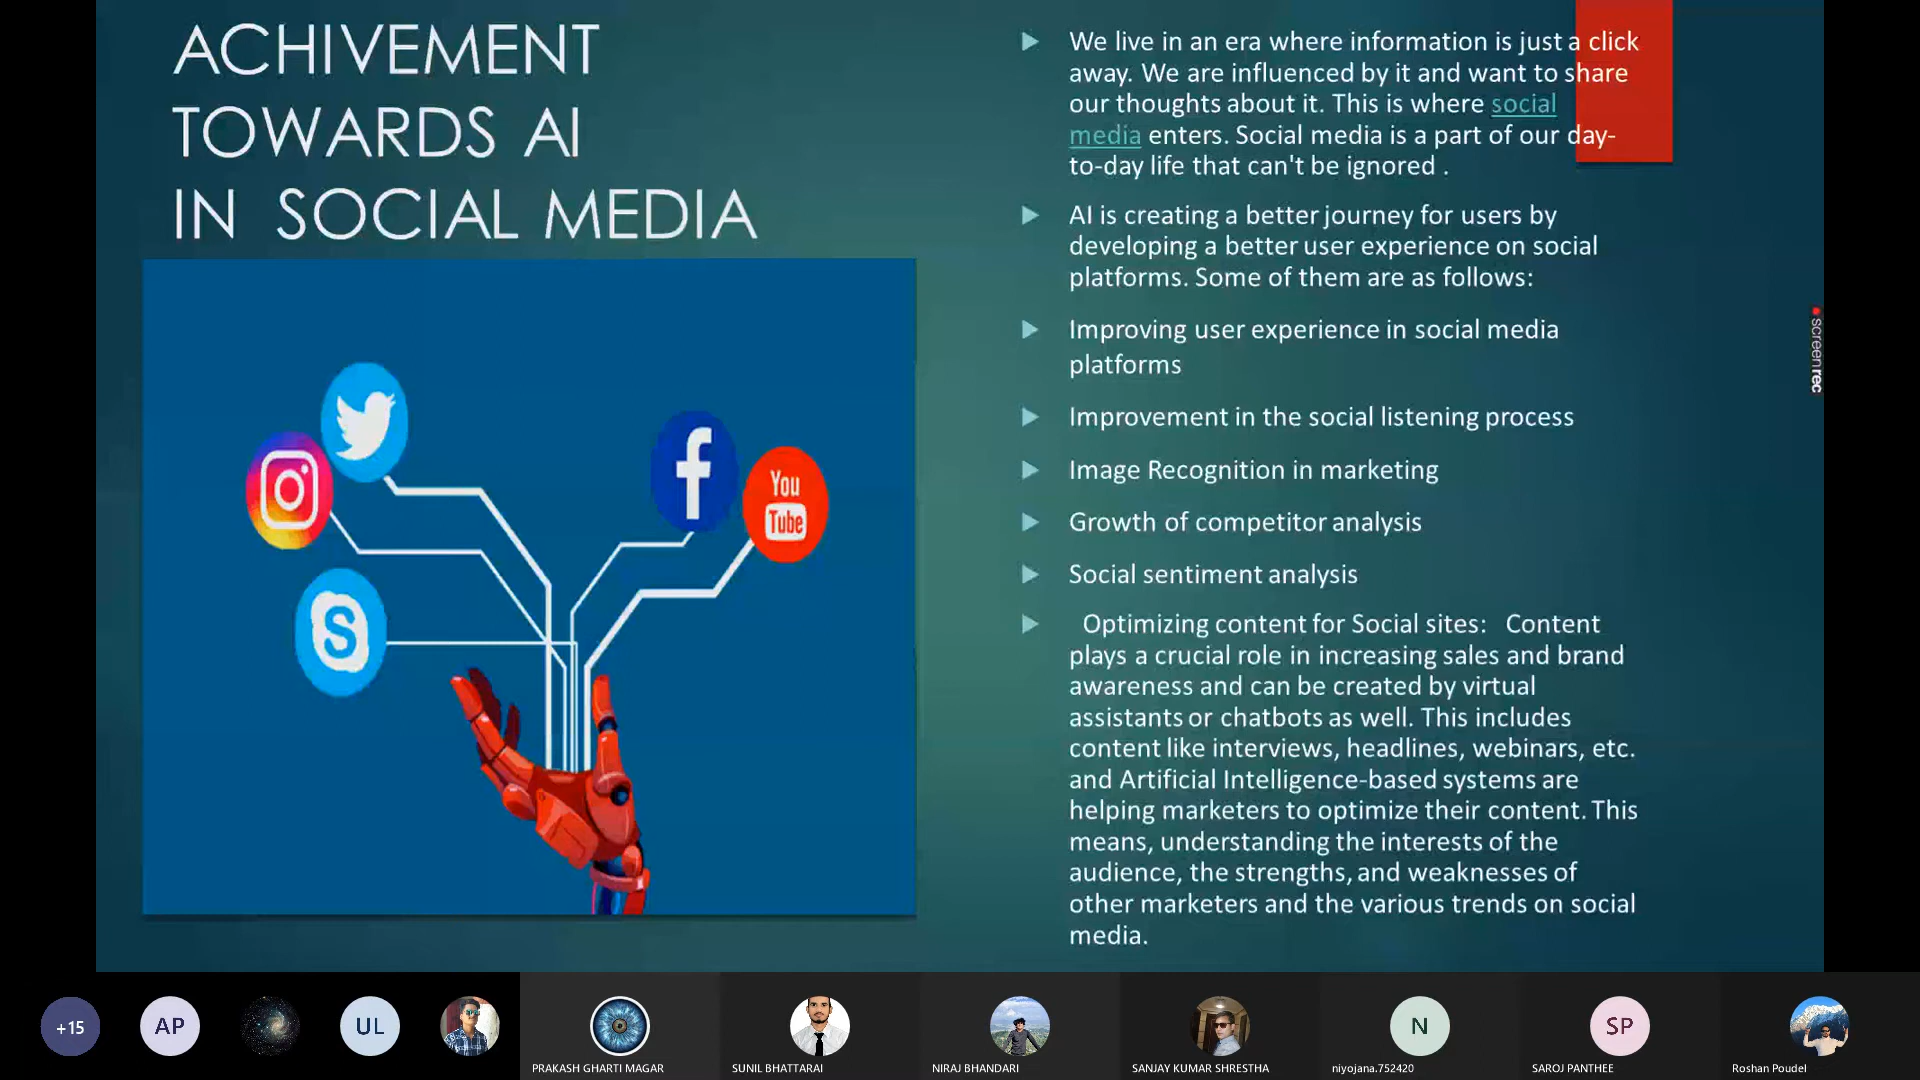 ACHIVEMENT
TOWARDS AI
IN SOCIAL MEDIA
We live in an era where information is just a click
away. We are influenced by it and want to share
our thoughts about it. This is where social
media enters. Social media is a part of our day-
to-day life that can't be ignored .
AI is creating a better journey for users by
developing a better user experience on social
platforms. Some of them are as follows:
Improving user experience in social media
platforms
Improvement in the social listening process
Image Recognition in marketing
Growth of competitor analysis
Social sentiment analysis
Optimizing content for Social sites: Content
plays a crucial role in increasing sales and brand
awareness and can be created by virtual
assistants or chatbots as well. This includes
content like interviews, headlines, webinars, etc.
and Artificial Intelligence-based systems are
helping marketers to optimize their content. This
means, understanding the interests of the
audience, the strengths, and weaknesses of
other marketers and the various trends on social
media.
You
Tube
screenrec
+15
AP
UL
N
SP
PRAKASH GHARTI MAGAR
SUNIL BHATTARAI
NIRAJ BHANDARI
SANJAY KUMAR SHRESTHA
niyojana.752420
SAROJ PANTHEE
Roshan Poudel